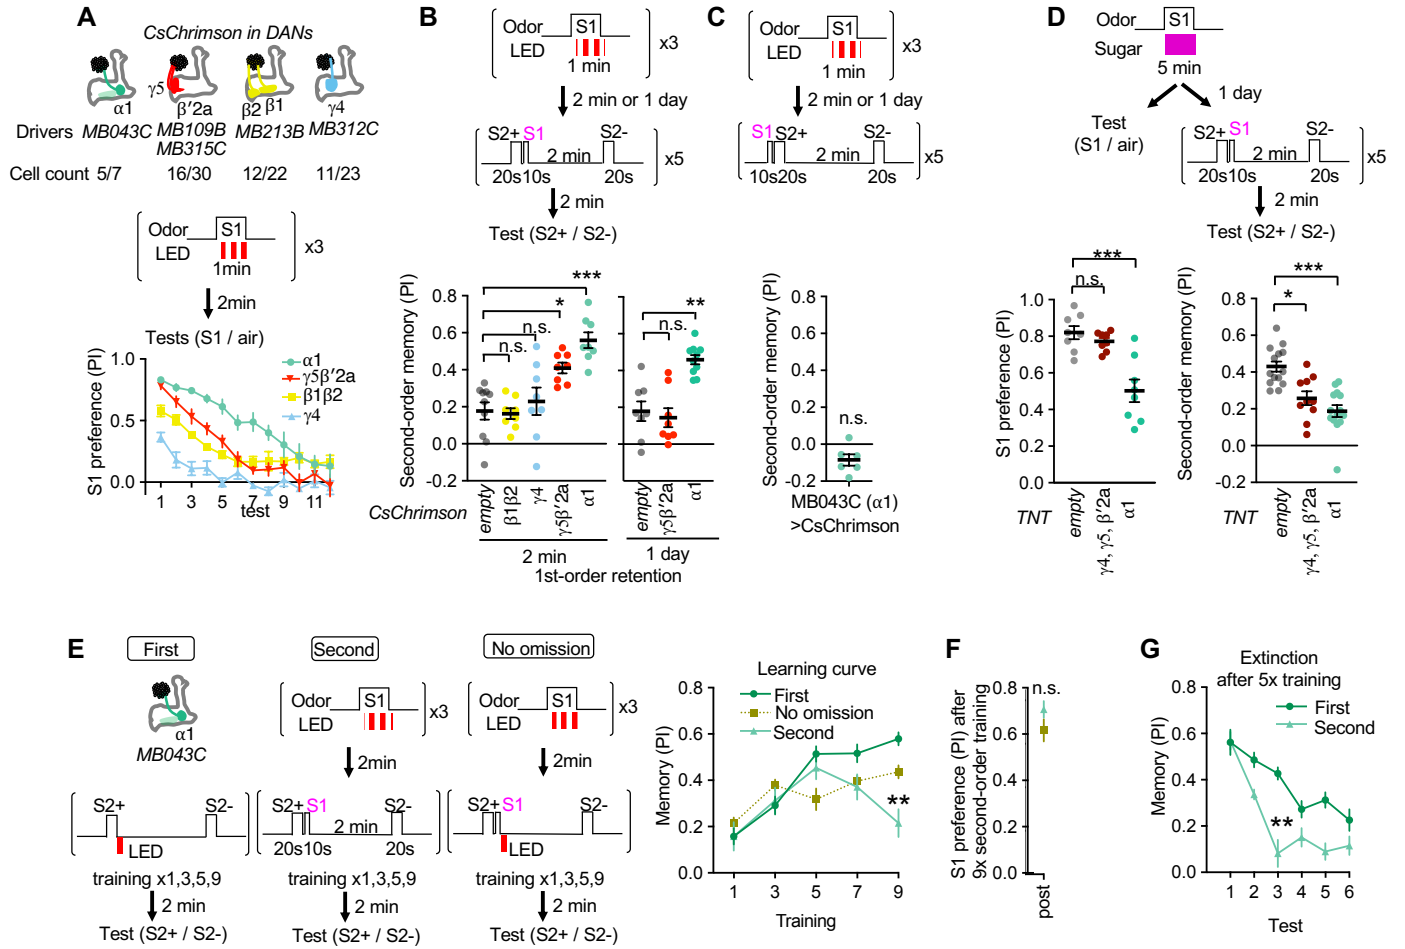 A
CsChrimson in DANs
γ5
α1
β'2a
β2
β1
γ4
Drivers
MB043C
MB109B
MB315C
MB213B
MB312C
Cell count
5/7
16/30
12/22
11/23
Odor
S1
LED
1min
x3
2min
Tests (S1 / air)
S1 preference (PI)
1.0
0.5
0.0
α1
γ5β'2a
β1β2
γ4
1 3 5 7 9 11
test
B
Odor
S1
LED
1 min
x3
2 min or 1 day
S2+
S1
S2-
2 min
20s10s
20s
x5
2 min
Test (S2+ / S2-)
Second-order memory (PI)
0.8
0.6
0.4
0.2
0.0
-0.2
n.s.
n.s.
*
***
n.s.
**
CsChrimson
empty
β1β2
γ4
γ5β'2a
α1
empty
γ5β'2a
α1
2 min
1 day
1st-order retention
C
Odor
S1
LED
1 min
x3
2 min or 1 day
S1
S2+
S2-
2 min
10s20s
20s
x5
Second-order memory (PI)
0.8
0.6
0.4
0.2
0.0
-0.2
n.s.
MB043C (α1)
>CsChrimson
D
Odor
S1
Sugar
5 min
1 day
Test
(S1 / air)
S2+
S1
S2-
2 min
20s10s
20s
x5
2 min
Test (S2+ / S2-)
S1 preference (PI)
1.0
0.8
0.6
0.4
0.2
0.0
***
n.s.
TNT
empty
γ4, γ5, β'2a
α1
Second-order memory (PI)
0.8
0.6
0.4
0.2
0.0
-0.2
***
*
TNT
empty
γ4, γ5, β'2a
α1
E
First
α1
MB043C
S2+
S2-
LED
training x1,3,5,9
2 min
Test (S2+ / S2-)
Second
Odor
S1
LED
x3
2min
S2+
S1
S2-
2 min
20s10s
20s
training x1,3,5,9
2 min
Test (S2+ / S2-)
No omission
Odor
S1
LED
x3
2min
S2+
S1
S2-
LED
training x1,3,5,9
2 min
Test (S2+ / S2-)
Learning curve
First
No omission
Second
Memory (PI)
0.8
0.6
0.4
0.2
0.0
**
1 3 5 7 9
Training
F
S1 preference (PI) after
9x second-order training
0.8
0.6
0.4
0.2
0.0
n.s.
post
G
Extinction
after 5x training
First
Second
Memory (PI)
0.8
0.6
0.4
0.2
0.0
**
1 2 3 4 5 6
Test